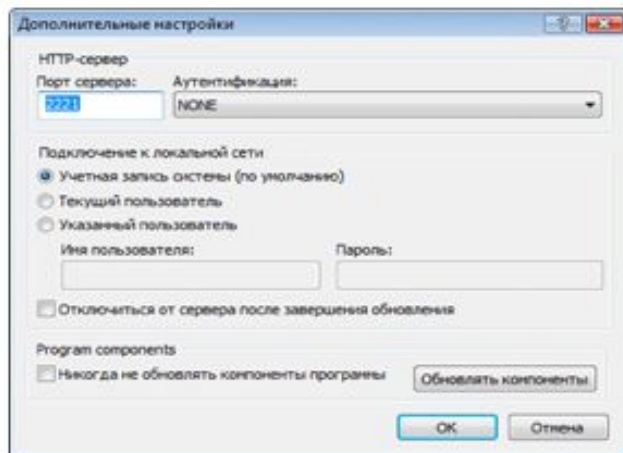 Дополнительные настройки
HTTP-сервер
Порт сервера: Аутентификация:
2221 NONE
Подключение к локальной сети
Учетная запись системы (по умолчанию)
Текущий пользователь
Указанный пользователь
Имя пользователя: Пароль:
Отключиться от сервера после завершения обновления
Program components
Никогда не обновлять компоненты программы
Обновлять компоненты
OK Отмена